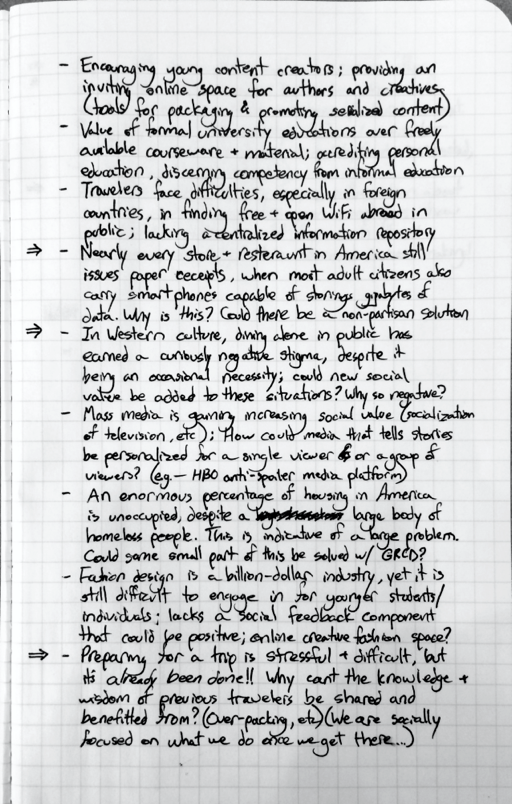 - Encouraging young content creators; providing an
inviting online space for authors and creatives
(tools for packaging & promoting serialized content)
- Value of formal university educations over freely
available courseware + material; accrediting personal
education, discerning competency from informal education
- Travelers face difficulties, especially in foreign
countries, in finding free + open WiFi abroad in
public; lacking a centralized information repository
⇒ - Nearly every store + restaraunt in America still
issues paper receipts, when most adult citizens also
carry smartphones capable of storing gigabytes of
data. Why is this? Could there be a non-partisan solution
⇒ - In Western culture, dining alone in public has
earned a curiously negative stigma, despite it
being an occasional necessity; could new social
value be added to these situations? Why so negative?
- Mass media is gaining increasing social value (socialization
of television, etc); How could media that tells stories
be personalized for a single viewer or a group of
viewers? (eg.- HBO anti-spoiler media platform)
- An enormous percentage of housing in America
is unoccupied, despite a large body of
homeless people. This is indicative of a large problem.
Could some small part of this be solved w/ GRCD?
- Fashion design is a billion-dollar industry, yet it is
still difficult to engage in for younger students/
individuals; lacks a social feedback component
that could be positive; online creative fashion space?
⇒ - Preparing for a trip is stressful + difficult, but
it's already been done!! Why can't the knowledge +
wisdom of previous travelers be shared and
benefitted from? (Over-packing, etc) (We are socially
focused on what we do once we get there...)